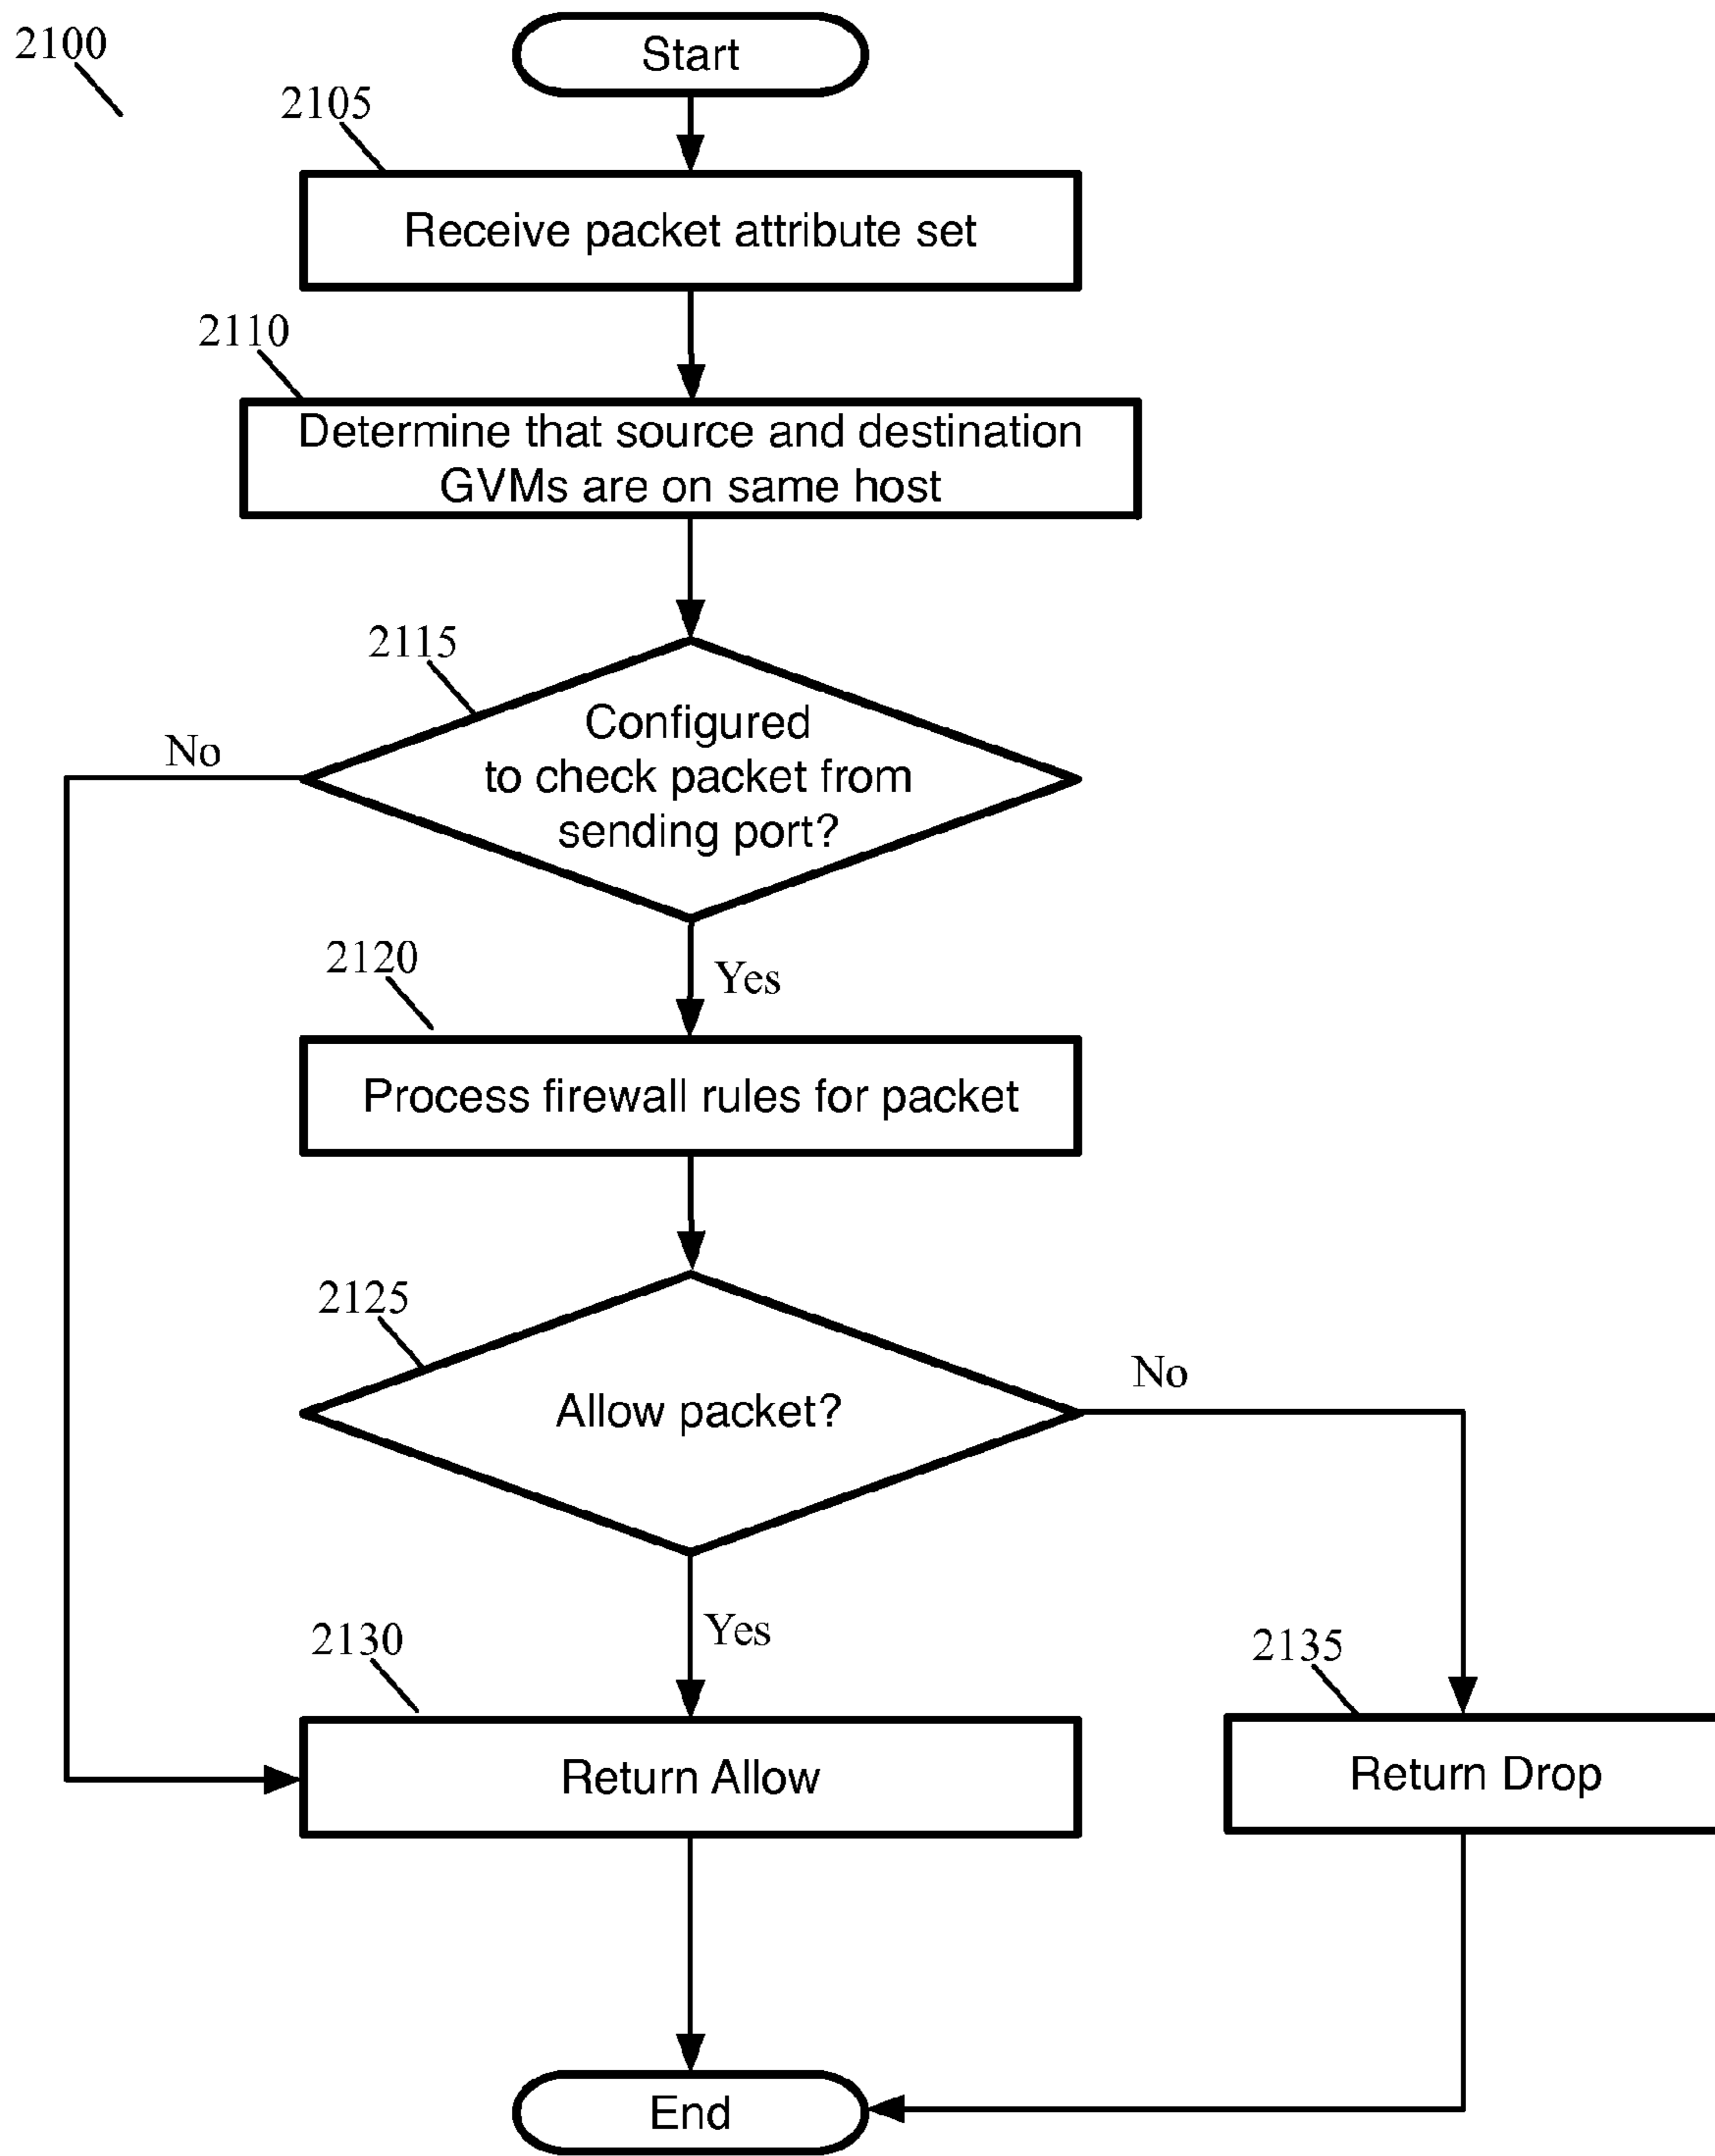 2100
Start
2105
Receive packet attribute set
2110
Determine that source and destination
GVMs are on same host
2115
Configured
to check packet from
sending port?
No
2120
Yes
Process firewall rules for packet
2125
Allow packet?
No
Yes
2130
Return Allow
2135
Return Drop
End